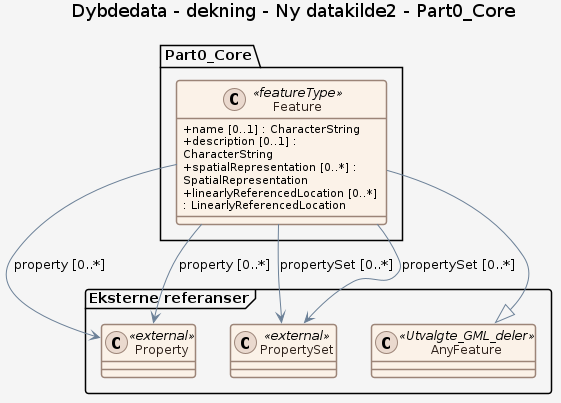 Dybdedata - dekning - Ny datakilde2 - Part0_Core
Part0_Core
C
«featureType»
Feature
+name [0..1] : CharacterString
+description [0..1] :
CharacterString
+spatialRepresentation [0..*] :
SpatialRepresentation
+linearlyReferencedLocation [0..*]
: LinearlyReferencedLocation
property [0..*]
property [0..*]
propertySet [0..*]
propertySet [0..*]
Eksterne referanser
C
«external»
Property
C
«external»
PropertySet
C
«Utvalgte_GML_deler»
AnyFeature